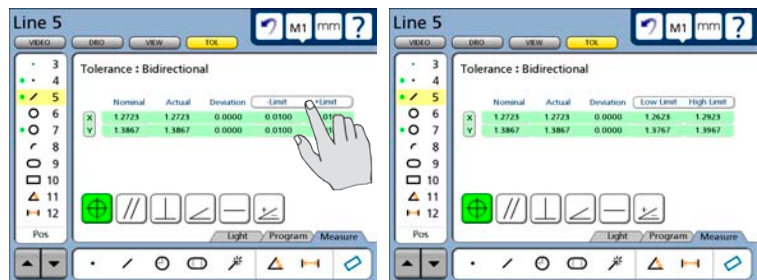 Line 5
M1 mm ?
VIDEO DRO VIEW TOL
Tolerance : Bidirectional
Nominal Actual Deviation -Limit +Limit
X 1.2723 1.2723 0.0000 0.0100
Y 1.3867 1.3867 0.0000 0.0100
3
4
5
6
7
8
9
10
11
12
Pos
Light Program Measure
Line 5
M1 mm ?
VIDEO DRO VIEW TOL
Tolerance : Bidirectional
Nominal Actual Deviation Low Limit High Limit
X 1.2723 1.2723 0.0000 1.2623 1.2923
Y 1.3867 1.3867 0.0000 1.3767 1.3967
3
4
5
6
7
8
9
10
11
12
Pos
Light Program Measure